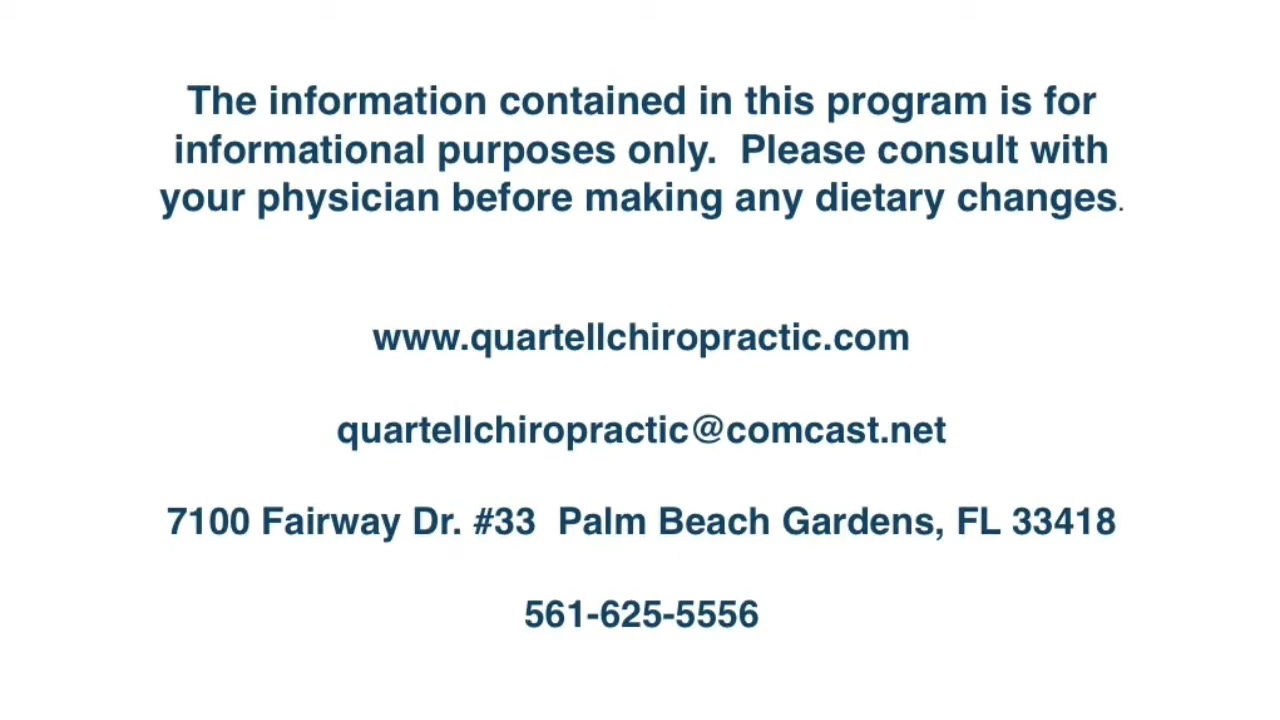 The information contained in this program is for
informational purposes only.  Please consult with
your physician before making any dietary changes.
www.quartellchiropractic.com
quartellchiropractic@comcast.net
7100 Fairway Dr. #33  Palm Beach Gardens, FL 33418
561-625-5556